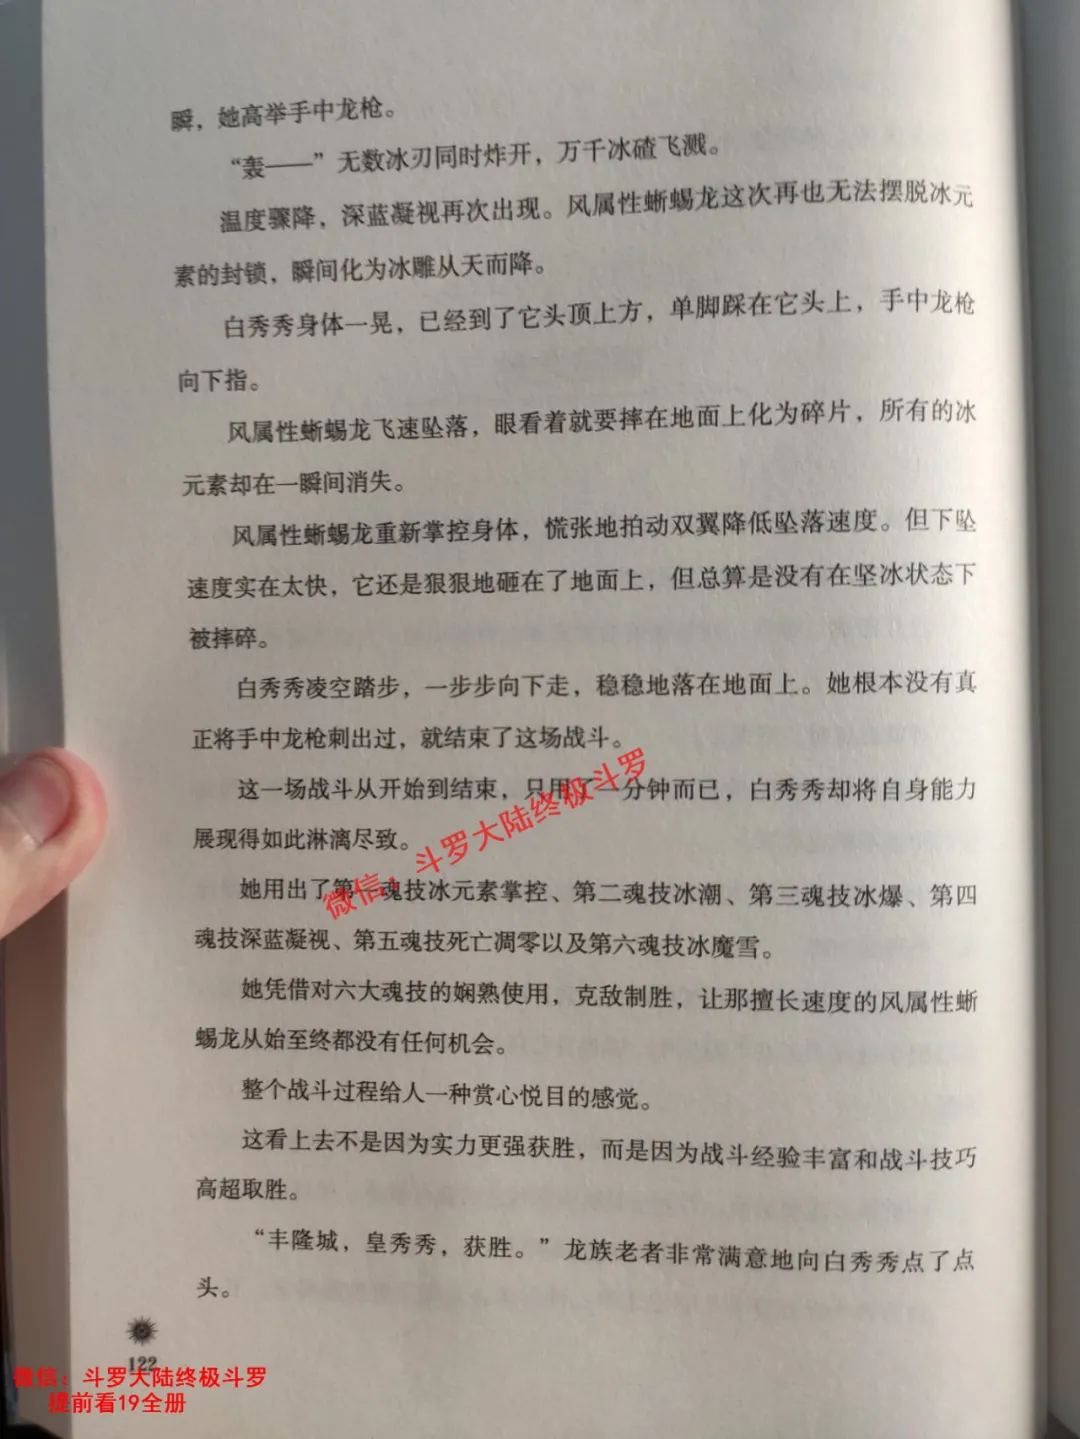 瞬，她高举手中龙枪。
“轰——”无数冰刃同时炸开，万千冰碴飞溅。
温度骤降，深蓝凝视再次出现。风属性蜥蜴龙这次再也无法摆脱冰元
素的封锁，瞬间化为冰雕从天而降。
白秀秀身体一晃，已经到了它头顶上方，单脚踩在它头上，手中龙枪
向下指。
风属性蜥蜴龙飞速坠落，眼看着就要摔在地面上化为碎片，所有的冰
元素却在一瞬间消失。
风属性蜥蜴龙重新掌控身体，慌张地拍动双翼降低坠落速度。但下坠
速度实在太快，它还是狠狠地砸在了地面上，但总算是没有在坚冰状态下
被摔碎。
白秀秀凌空踏步，一步步向下走，稳稳地落在地面上。她根本没有真
正将手中龙枪刺出过，就结束了这场战斗。
这一场战斗从开始到结束，只用了一分钟而已，白秀秀却将自身能力
展现得如此淋漓尽致。
她用出了第一魂技冰元素掌控、第二魂技冰潮、第三魂技冰爆、第四
魂技深蓝凝视、第五魂技死亡凋零以及第六魂技冰魔雪。
她凭借对六大魂技的娴熟使用，克敌制胜，让那擅长速度的风属性蜥
蜴龙从始至终都没有任何机会。
整个战斗过程给人一种赏心悦目的感觉。
这看上去不是因为实力更强获胜，而是因为战斗经验丰富和战斗技巧
高超取胜。
“丰隆城，皇秀秀，获胜。”龙族老者非常满意地向白秀秀点了点
头。
122
微信：斗罗大陆终极斗罗
微信：斗罗大陆终极斗罗
提前看19全册